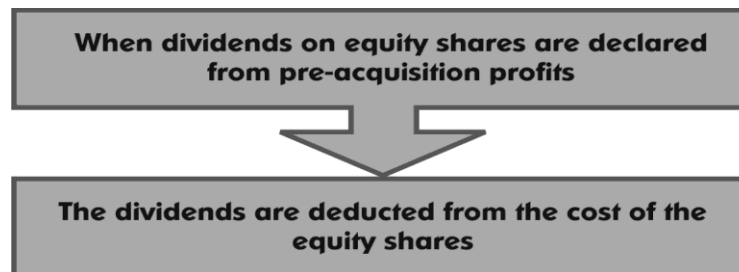 When dividends on equity shares are declared
from pre-acquisition profits
The dividends are deducted from the cost of the
equity shares